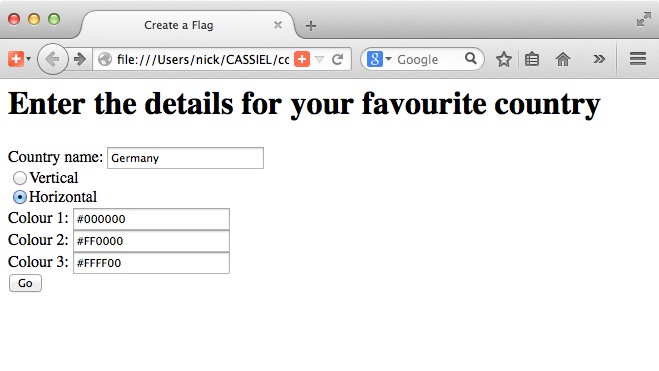 Create a Flag
file:///Users/nick/CASSIEL/cc
Google
Enter the details for your favourite country
Country name: Germany
Vertical
Horizontal
Colour 1: #000000
Colour 2: #FF0000
Colour 3: #FFFF00
Go